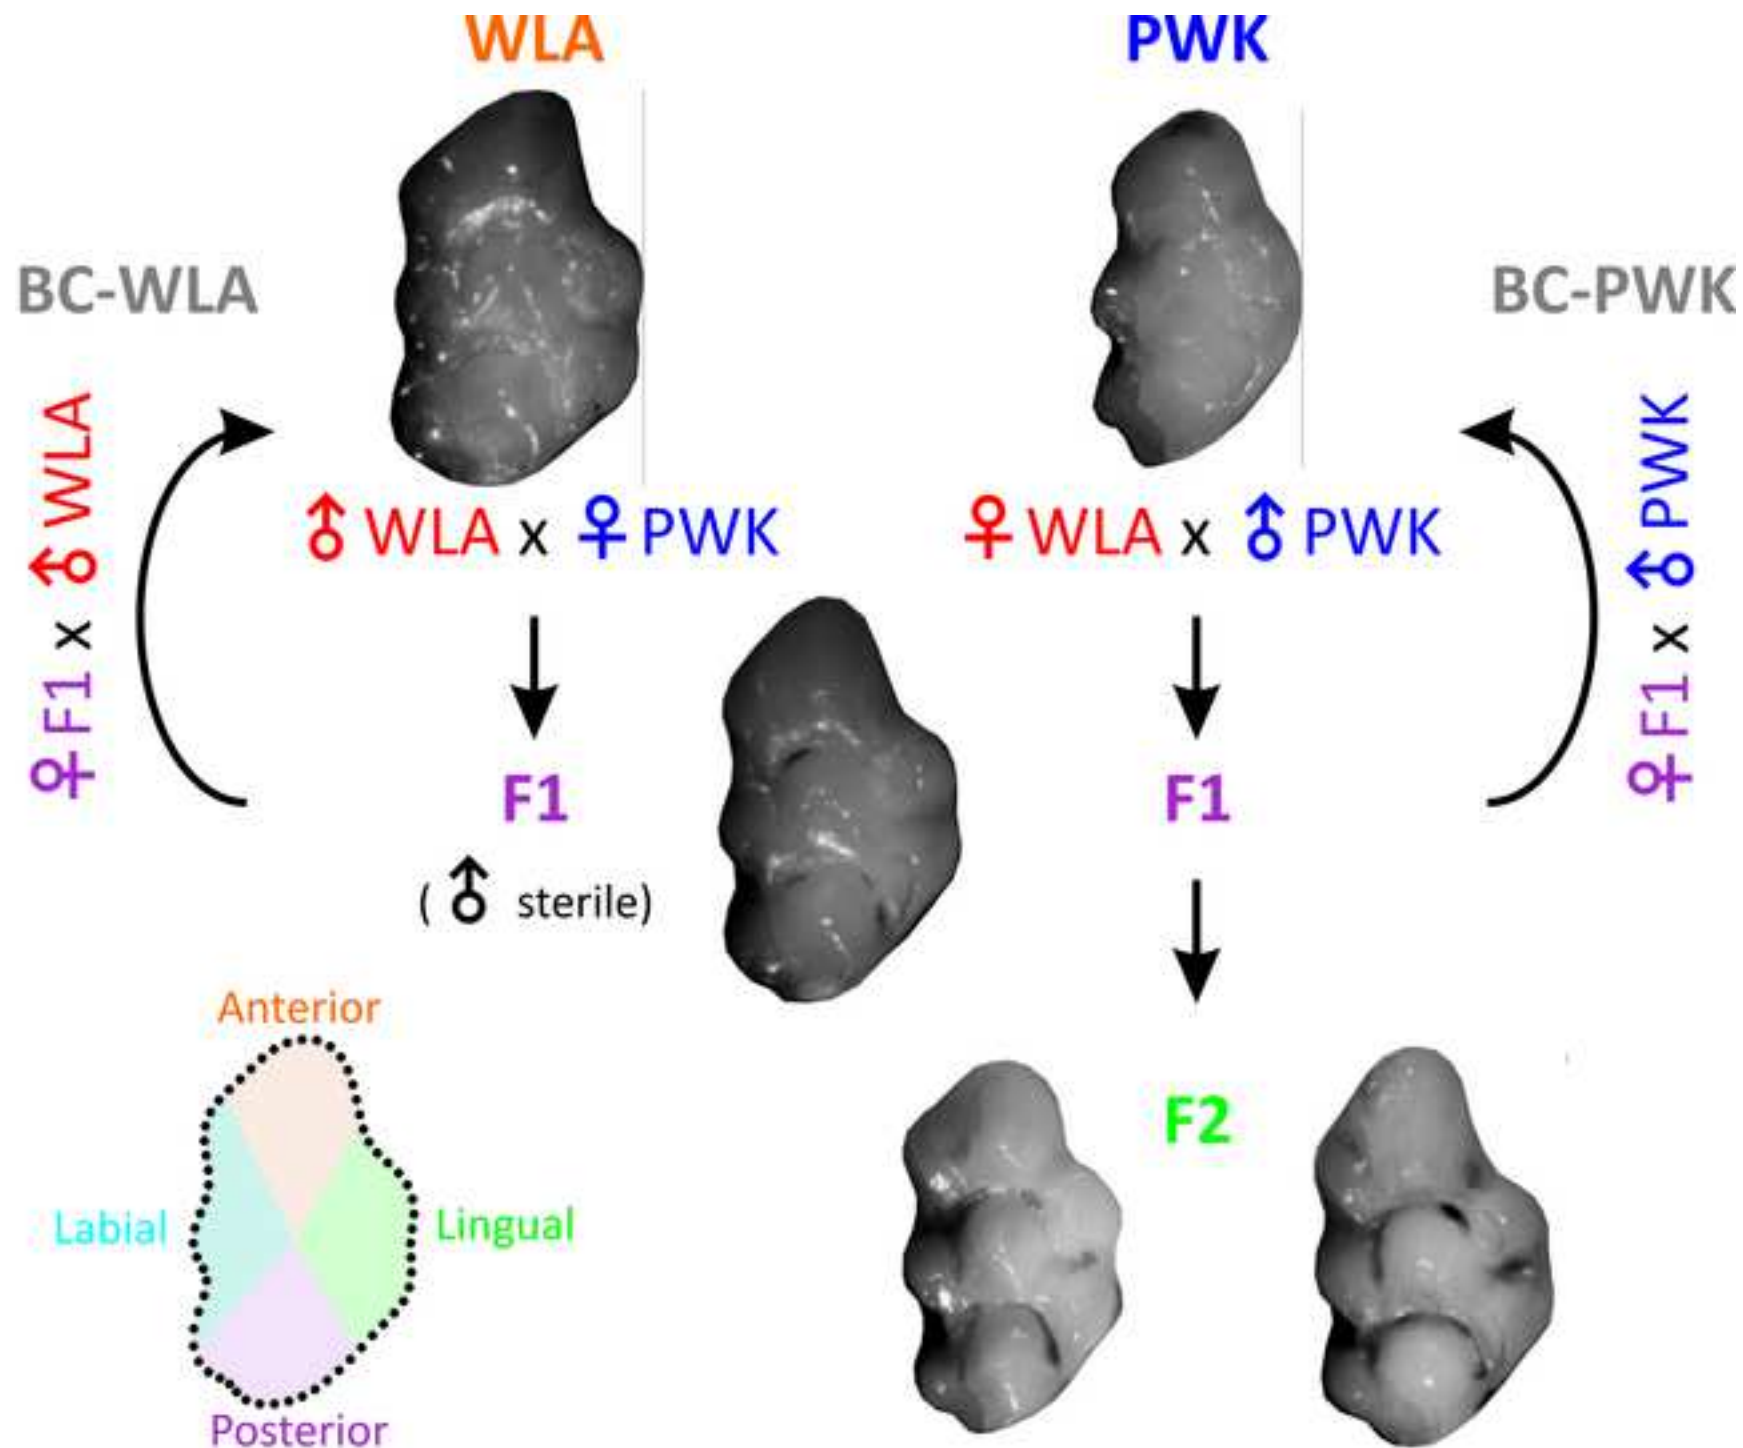 WLA
PWK
BC-WLA
BC-PWK
♀F1 x ♂WLA
♂ WLA x ♀ PWK
♀ WLA x ♂ PWK
♀F1 x ♂PWK
F1
F1
( ♂ sterile)
Anterior
Labial
Lingual
Posterior
F2